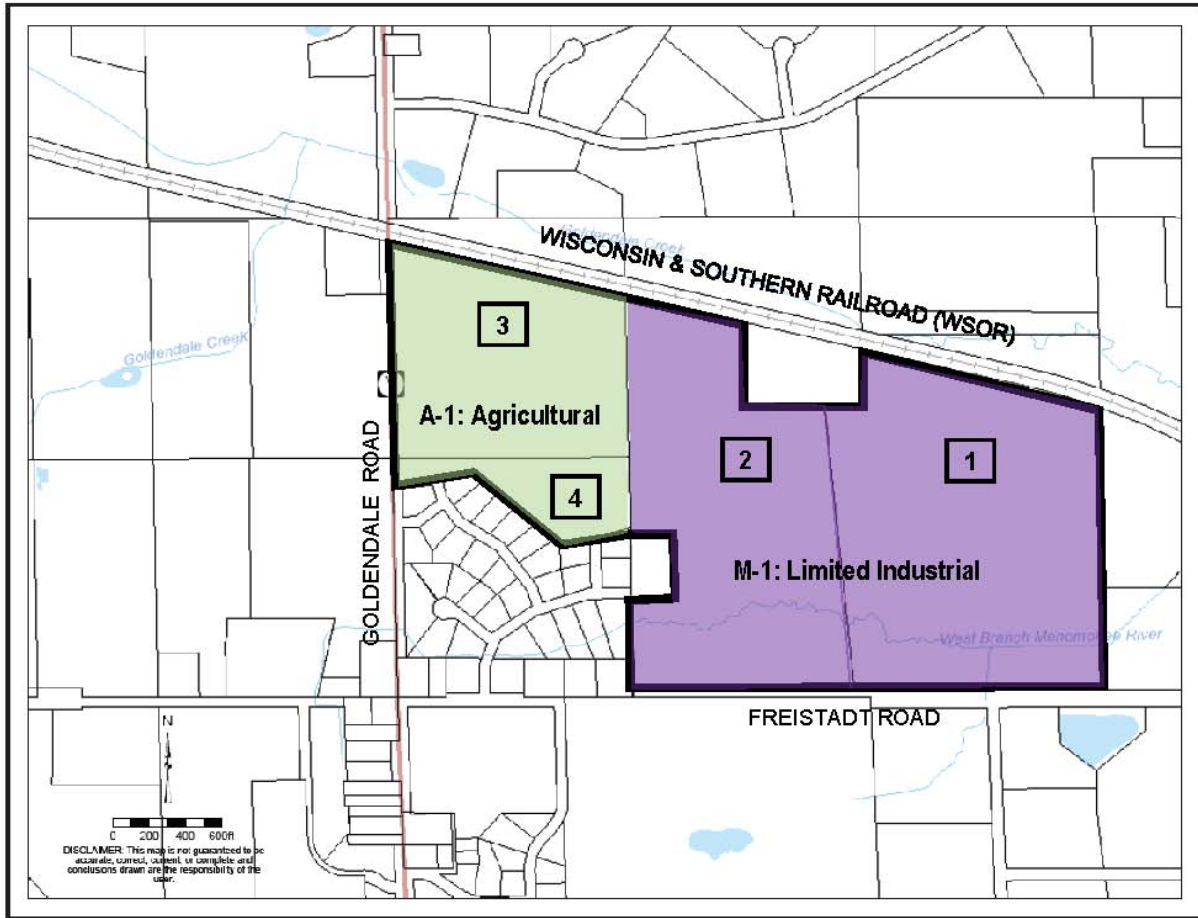 Goldendale Creek
WISCONSIN & SOUTHERN RAILROAD (WSOR)
3
Goldendale Creek
A-1: Agricultural
2
1
4
GOLDENDALE ROAD
M-1: Limited Industrial
West Branch Menomonee River
FREISTADT ROAD
N
0 200 400 600ft
DISCLAIMER: This map is not guaranteed to be
accurate, correct, current, or complete and
conclusions drawn are the responsibility of the
user.